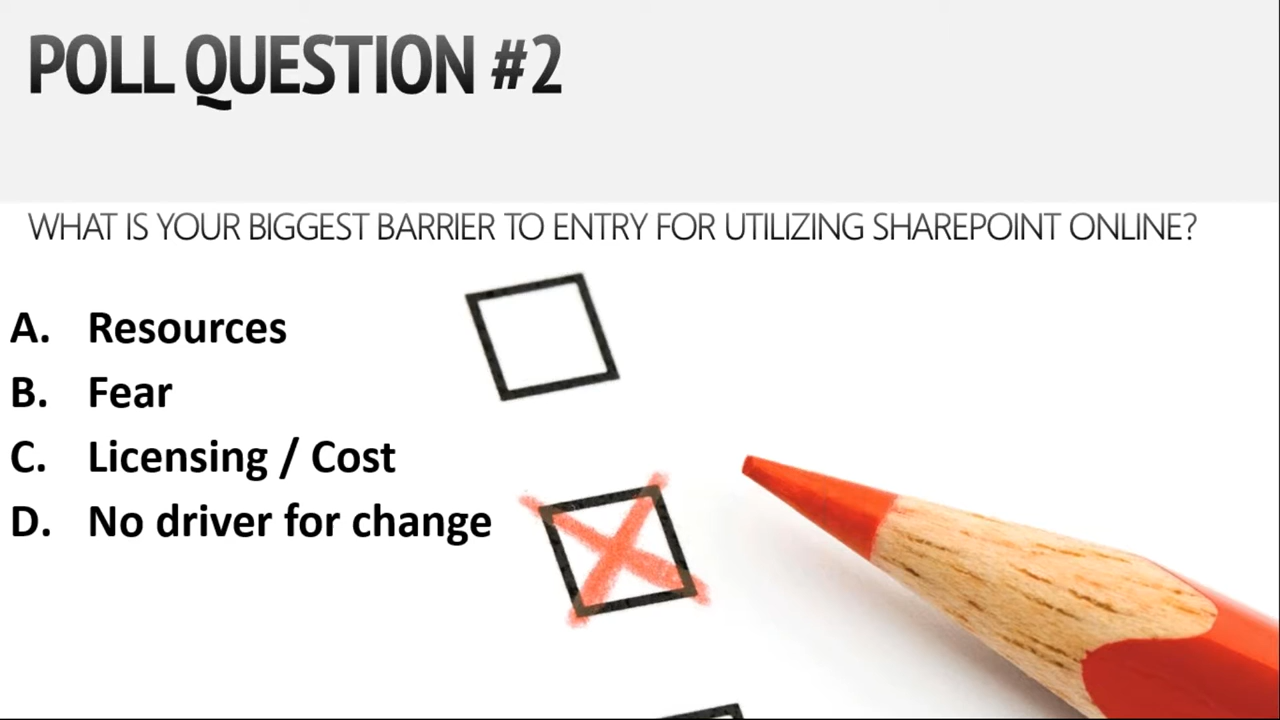 POLL QUESTION #2
WHAT IS YOUR BIGGEST BARRIER TO ENTRY FOR UTILIZING SHAREPOINT ONLINE?
A. Resources
B. Fear
C. Licensing / Cost
D. No driver for change